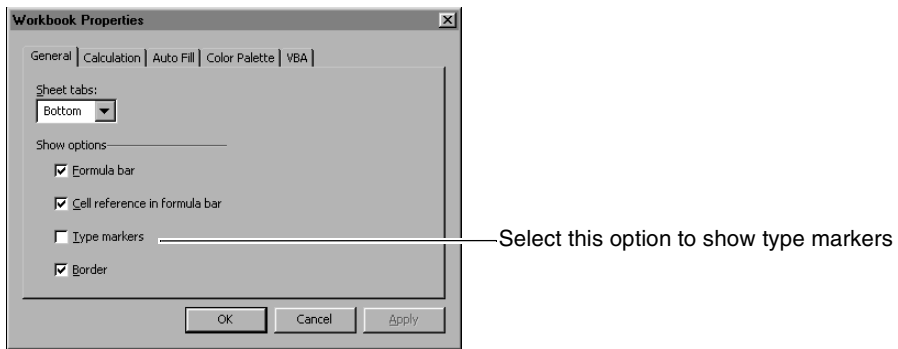 Workbook Properties
General Calculation Auto Fill Color Palette VBA
Sheet tabs:
Bottom
Show options
Formula bar
Cell reference in formula bar
Type markers
Select this option to show type markers
Border
OK Cancel Apply